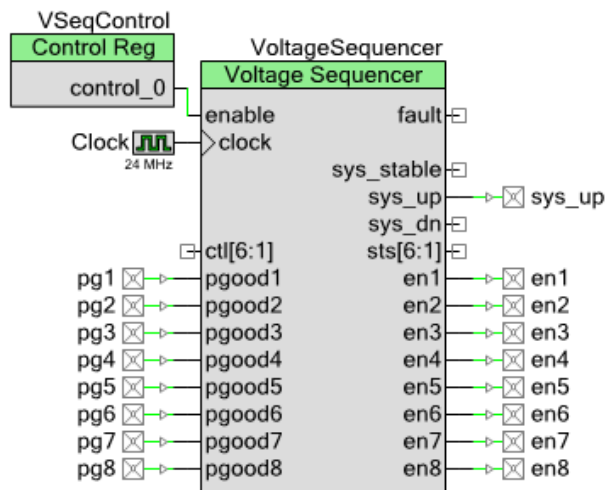 VSeqControl
Control Reg
control_0
VoltageSequencer
Voltage Sequencer
enable
fault
Clock
24 MHz
clock
sys_stable
sys_up
sys_up
sys_dn
ctl[6:1]
sts[6:1]
pg1
pgood1
en1
en1
pg2
pgood2
en2
en2
pg3
pgood3
en3
en3
pg4
pgood4
en4
en4
pg5
pgood5
en5
en5
pg6
pgood6
en6
en6
pg7
pgood7
en7
en7
pg8
pgood8
en8
en8